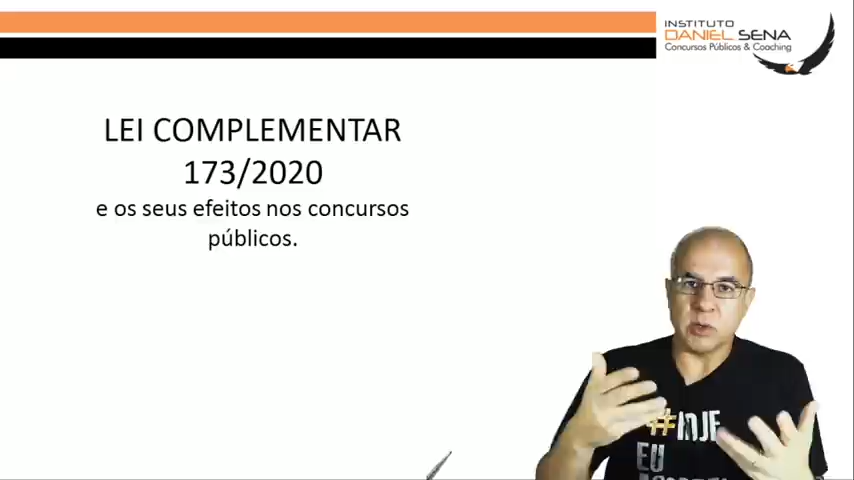 INSTITUTO
DANIEL SENA
Concursos Públicos & Coaching
LEI COMPLEMENTAR
173/2020
e os seus efeitos nos concursos
públicos.
EU